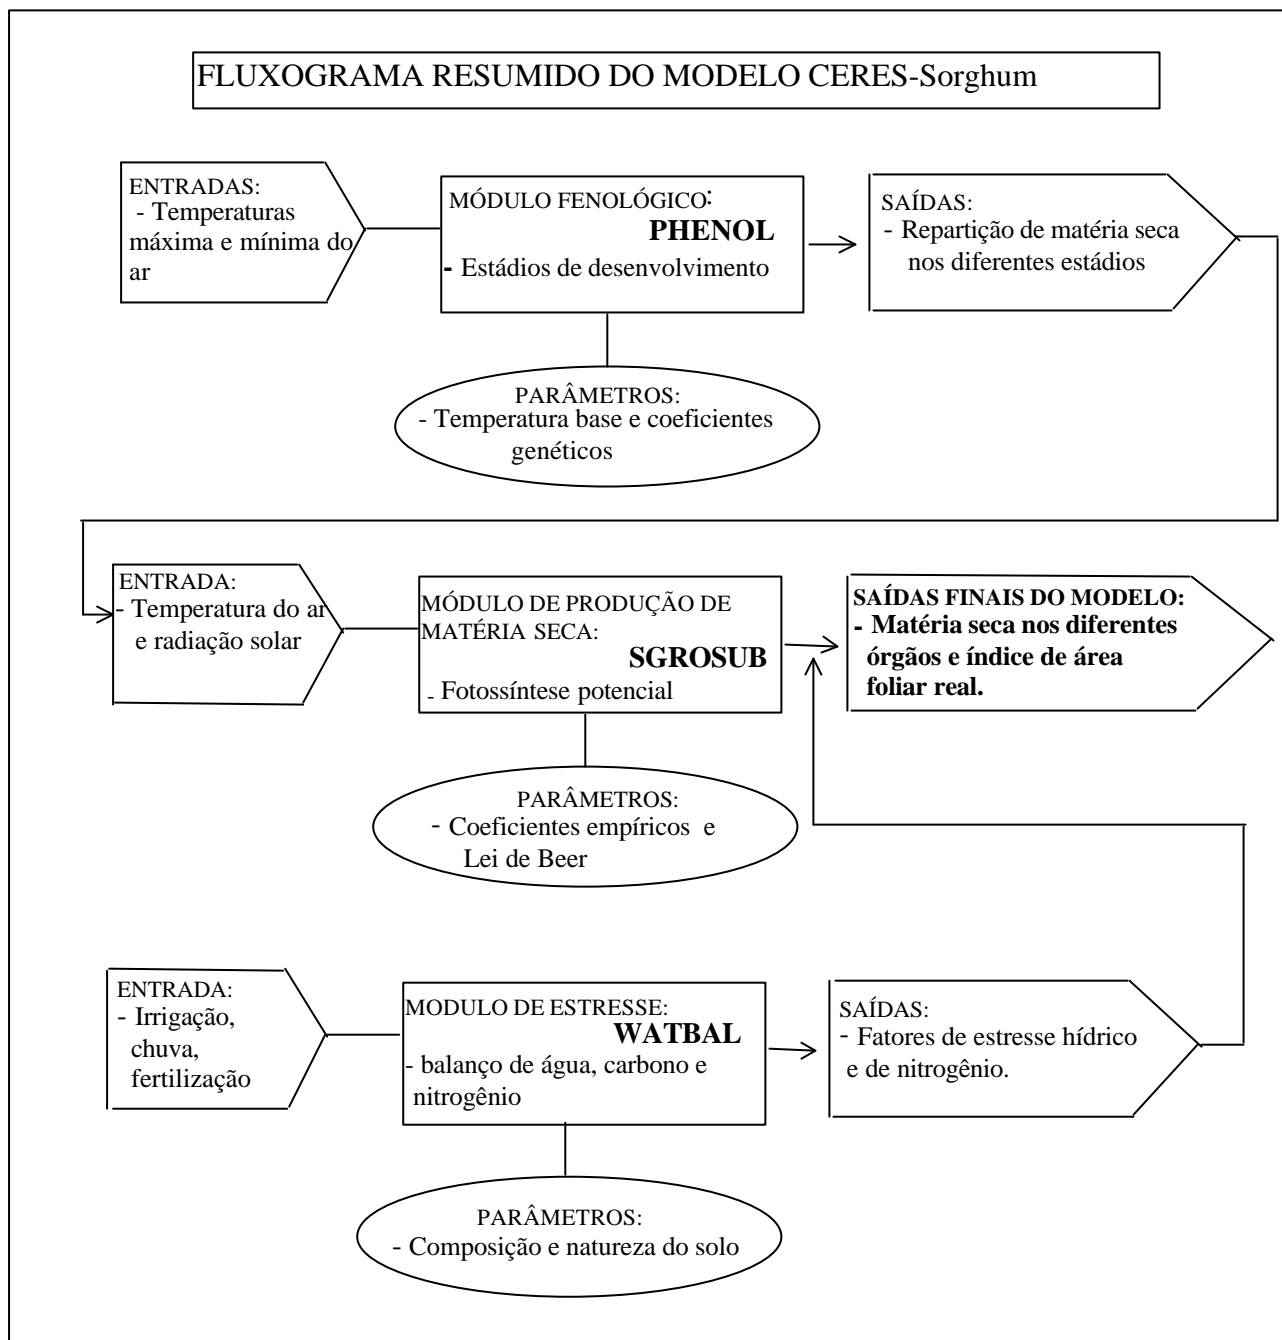 FLUXOGRAMA RESUMIDO DO MODELO CERES-Sorghum
ENTRADAS:
- Temperaturas
máxima e mínima do
ar
MÓDULO FENOLÓGICO:
PHENOL
- Estádios de desenvolvimento
SAÍDAS:
- Repartição de matéria seca
nos diferentes estádios
PARÂMETROS:
- Temperatura base e coeficientes
genéticos
ENTRADA:
- Temperatura do ar
e radiação solar
MÓDULO DE PRODUÇÃO DE
MATÉRIA SECA:
SGROSUB
- Fotossíntese potencial
SAÍDAS FINAIS DO MODELO:
- Matéria seca nos diferentes
órgãos e índice de área
foliar real.
PARÂMETROS:
- Coeficientes empíricos e
Lei de Beer
ENTRADA:
- Irrigação,
chuva,
fertilização
MODULO DE ESTRESSE:
WATBAL
- balanço de água, carbono e
nitrogênio
SAÍDAS:
- Fatores de estresse hídrico
e de nitrogênio.
PARÂMETROS:
- Composição e natureza do solo